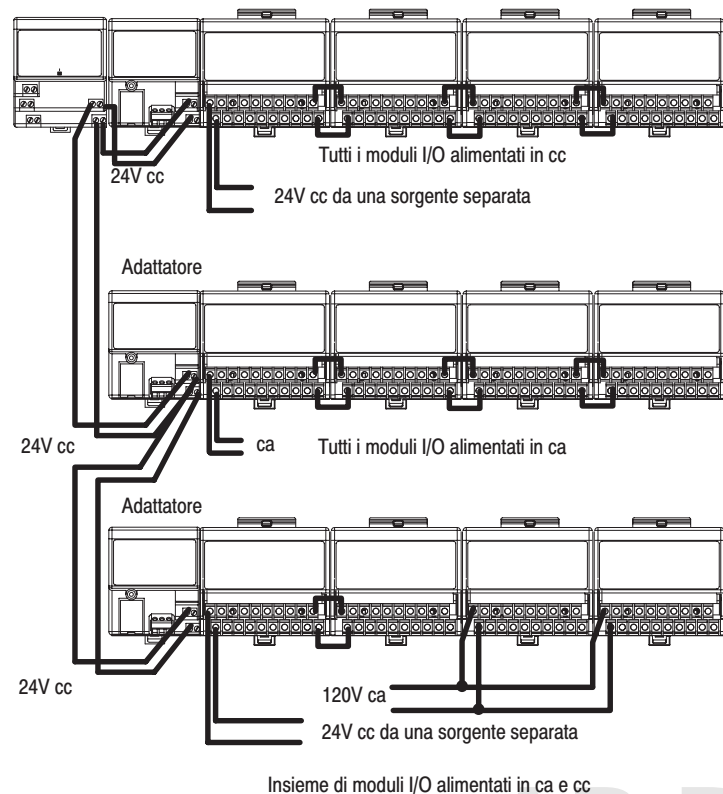 Tutti i moduli I/O alimentati in cc
24V cc
24V cc da una sorgente separata
Adattatore
24V cc
ca
Tutti i moduli I/O alimentati in ca
Adattatore
24V cc
120V ca
24V cc da una sorgente separata
Insieme di moduli I/O alimentati in ca e cc